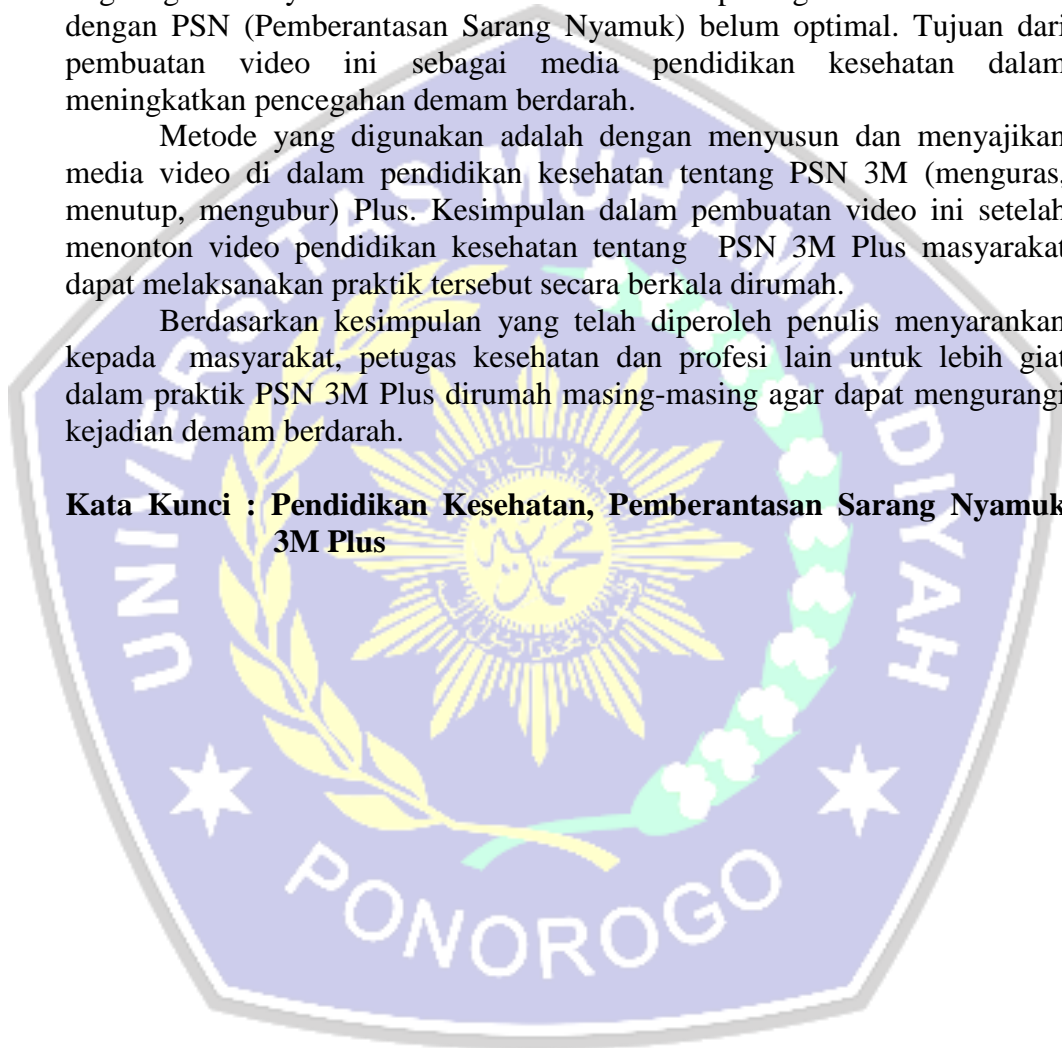 dengan PSN (Pemberantasan Sarang Nyamuk) belum optimal. Tujuan dari
pembuatan video ini sebagai media pendidikan kesehatan dalam
meningkatkan pencegahan demam berdarah.
Metode yang digunakan adalah dengan menyusun dan menyajikan
media video di dalam pendidikan kesehatan tentang PSN 3M (menguras,
menutup, mengubur) Plus. Kesimpulan dalam pembuatan video ini setelah
menonton video pendidikan kesehatan tentang PSN 3M Plus masyarakat
dapat melaksanakan praktik tersebut secara berkala dirumah.
Berdasarkan kesimpulan yang telah diperoleh penulis menyarankan
kepada masyarakat, petugas kesehatan dan profesi lain untuk lebih giat
dalam praktik PSN 3M Plus dirumah masing-masing agar dapat mengurangi
kejadian demam berdarah.
Kata Kunci : Pendidikan Kesehatan, Pemberantasan Sarang Nyamuk
3M Plus
UNIVERSITAS MUHAMMADIYAH
PONOROGO
محمدية